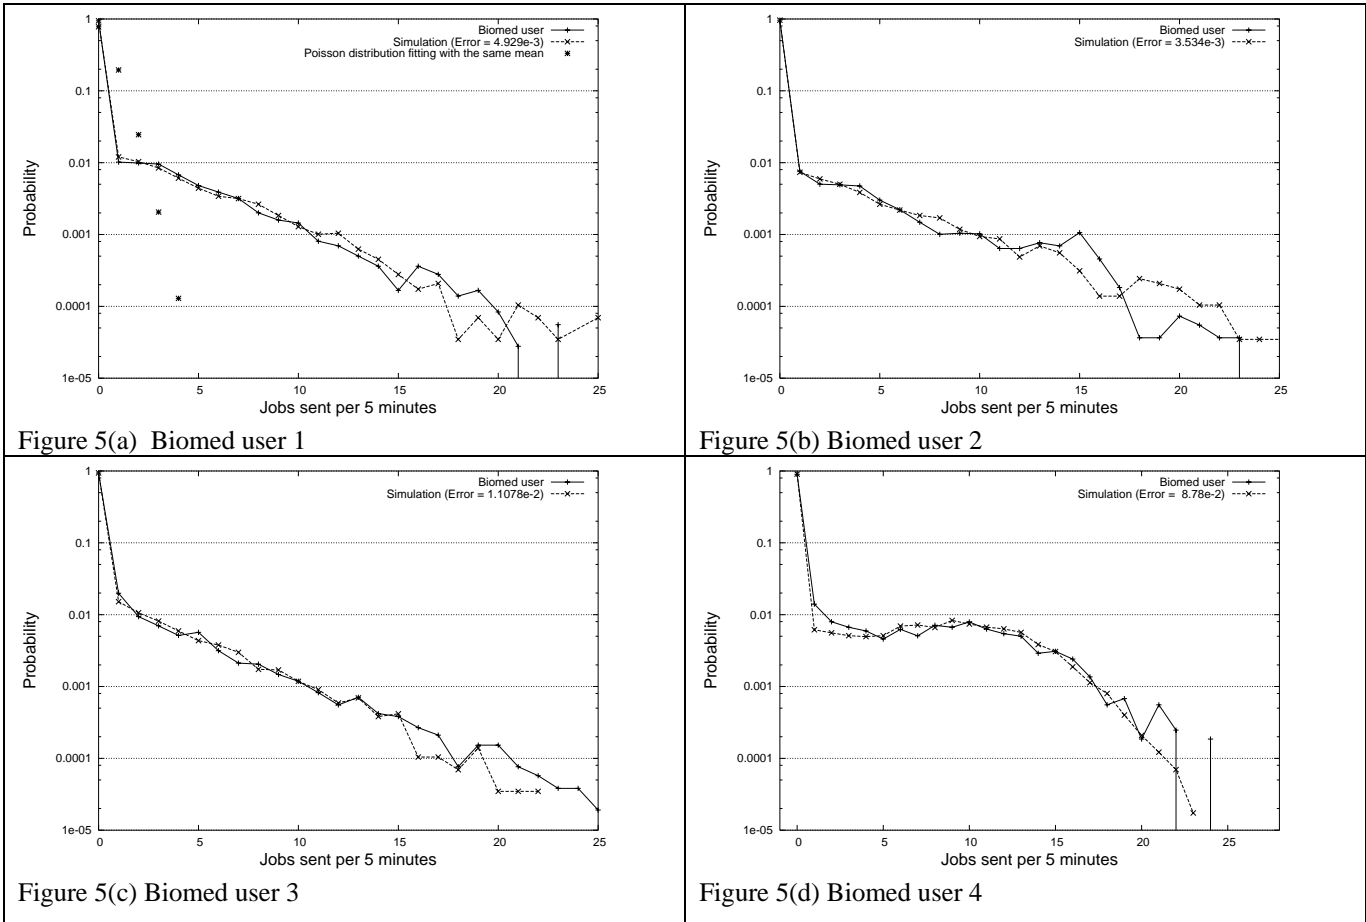 Biomed user
Simulation (Error = 4.929e-3)
Poisson distribution fitting with the same mean
1
0.1
0.01
0.001
0.0001
1e-05
Probability
0 5 10 15 20 25
Jobs sent per 5 minutes
Figure 5(a) Biomed user 1
Biomed user
Simulation (Error = 3.534e-3)
1
0.1
0.01
0.001
0.0001
1e-05
Probability
0 5 10 15 20 25
Jobs sent per 5 minutes
Figure 5(b) Biomed user 2
Biomed user
Simulation (Error = 1.1078e-2)
1
0.1
0.01
0.001
0.0001
1e-05
Probability
0 5 10 15 20 25
Jobs sent per 5 minutes
Figure 5(c) Biomed user 3
Biomed user
Simulation (Error = 8.78e-2)
1
0.1
0.01
0.001
0.0001
1e-05
Probability
0 5 10 15 20 25
Jobs sent per 5 minutes
Figure 5(d) Biomed user 4